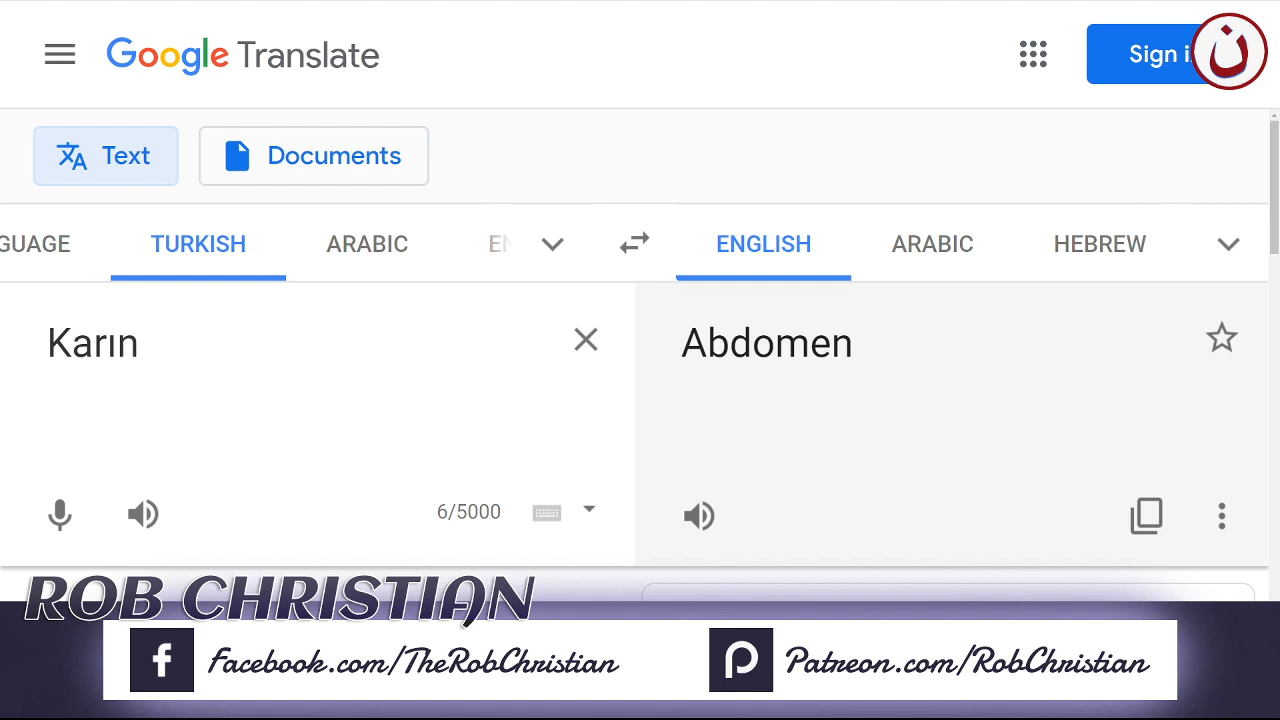 Google Translate
Sign i
ن
Text
Documents
GUAGE TURKISH ARABIC EN ENGLISH ARABIC HEBREW
Karın
Abdomen
6/5000
ROB CHRISTIAN
Facebook.com/TheRobChristian
Patreon.com/RobChristian